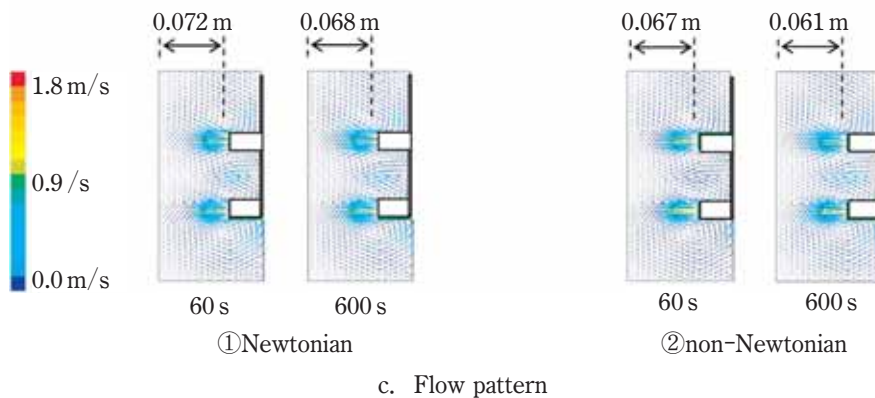 0.072 m 0.068 m 0.067 m 0.061 m
1.8 m/s
0.9 /s
0.0 m/s
60 s 600 s 60 s 600 s
①Newtonian ②non-Newtonian
c. Flow pattern